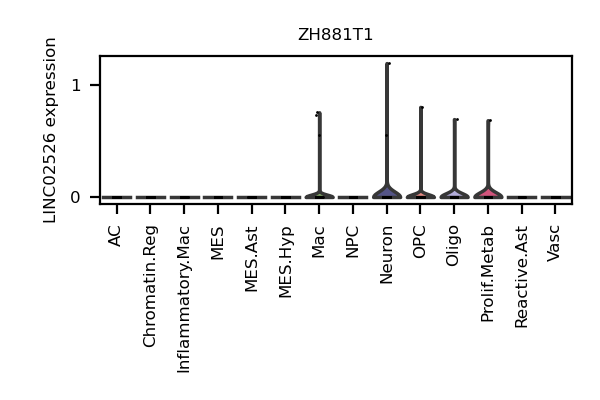 ZH881T1
LINC02526 expression
1
0
AC
Chromatin.Reg
Inflammatory.Mac
MES
MES.Ast
MES.Hyp
Mac
NPC
Neuron
OPC
Oligo
Prolif.Metab
Reactive.Ast
Vasc